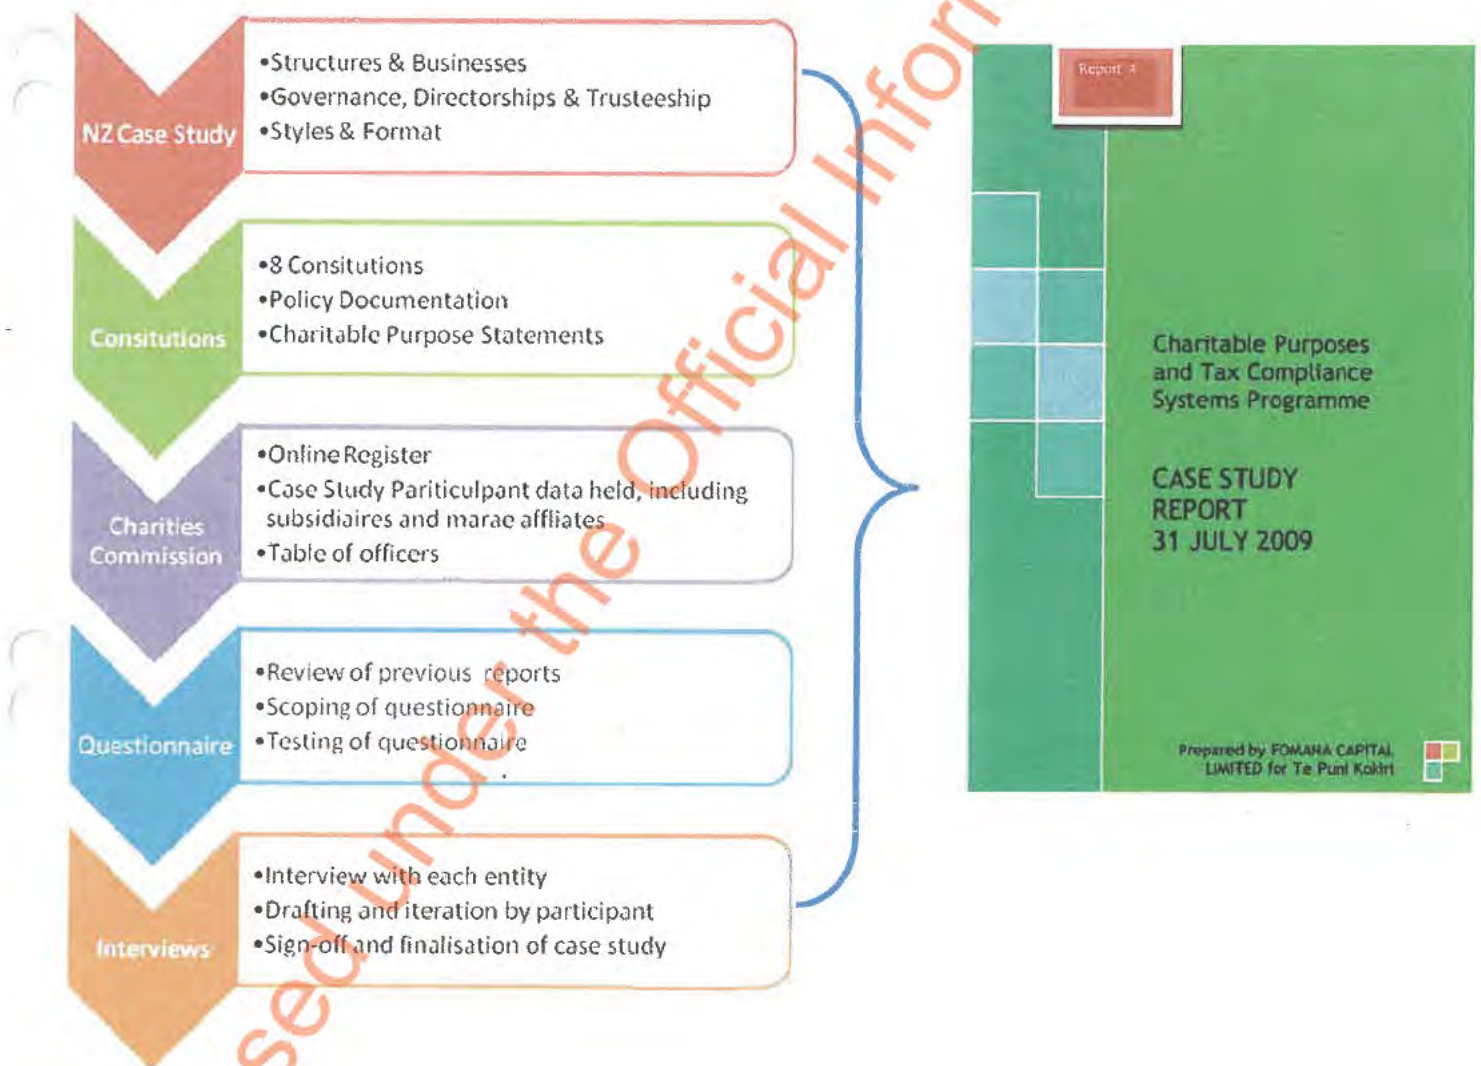 NZ Case Study
•Structures & Businesses
•Governance, Directorships & Trusteeship
•Styles & Format
Consitutions
•8 Consitutions
•Policy Documentation
•Charitable Purpose Statements
Charities
Commission
•Online Register
•Case Study Pariticulpant data held, including
subsidiaires and marae affliates
•Table of officers
Questionnaire
•Review of previous reports
•Scoping of questionnaire
•Testing of questionnaire
Interviews
•Interview with each entity
•Drafting and iteration by participant
•Sign-off and finalisation of case study
Report 4
Charitable Purposes
and Tax Compliance
Systems Programme
CASE STUDY
REPORT
31 JULY 2009
Prepared by FOMANA CAPITAL
LIMITED for Te Puni Kokiri
sed under the Official Infor